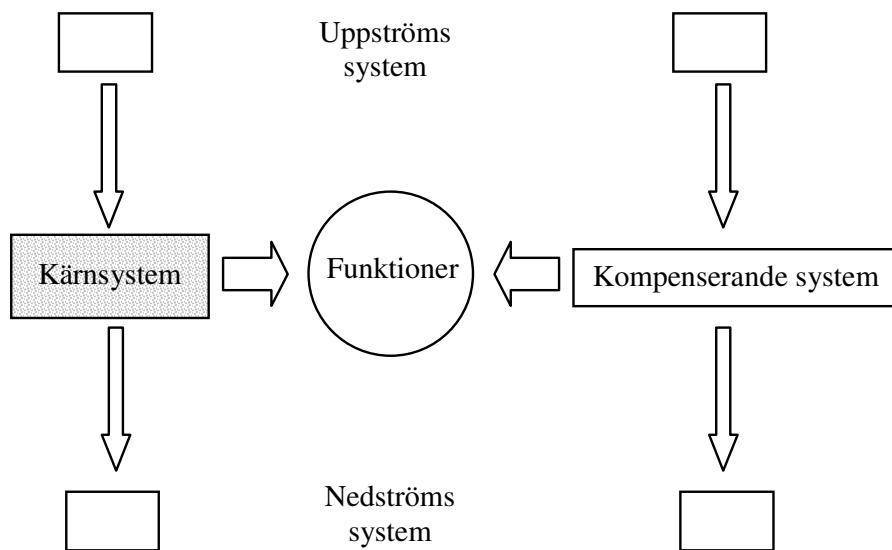 Uppströms
system
Kärnsystem
Funktioner
Kompenserande system
Nedströms
system